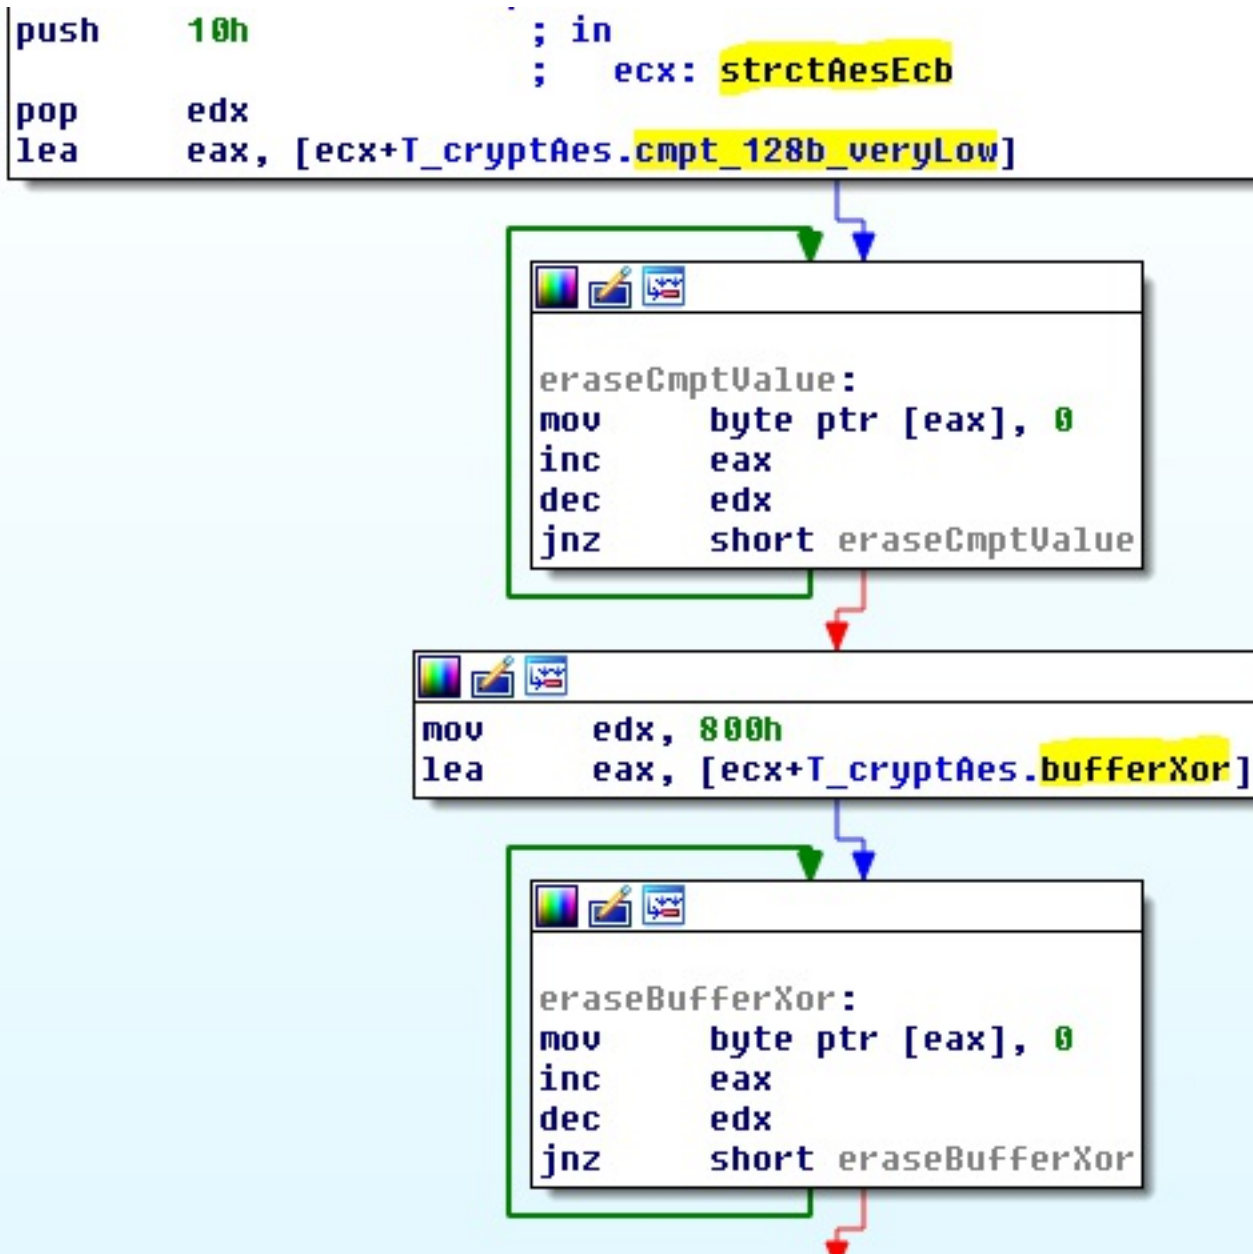 push 10h ; in
; ecx: strctAesEcb
pop edx
lea eax, [ecx+T_cryptAes.cmpt_128b_veryLow]
eraseCmptValue:
mov byte ptr [eax], 0
inc eax
dec edx
jnz short eraseCmptValue
mov edx, 800h
lea eax, [ecx+T_cryptAes.bufferXor]
eraseBufferXor:
mov byte ptr [eax], 0
inc eax
dec edx
jnz short eraseBufferXor